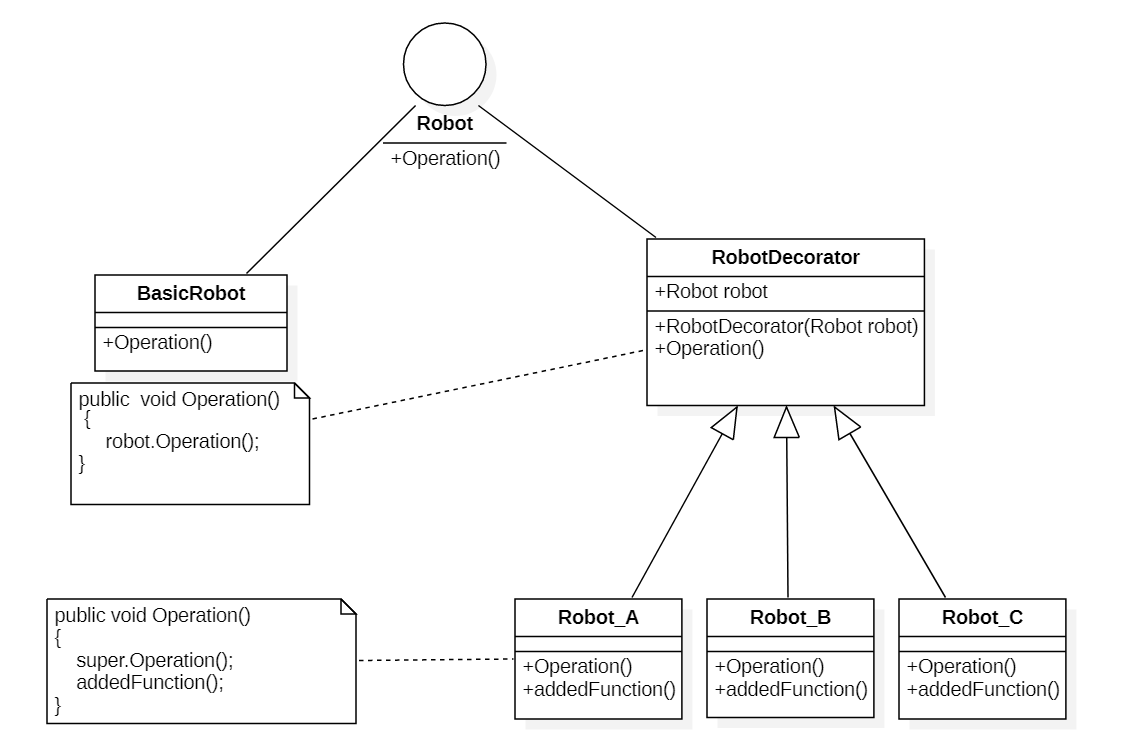 Robot
+Operation()
BasicRobot
+Operation()
RobotDecorator
+Robot robot
+RobotDecorator(Robot robot)
+Operation()
public  void Operation()
{
robot.Operation();
}
public void Operation()
{
super.Operation();
addedFunction();
}
Robot_A
+Operation()
+addedFunction()
Robot_B
+Operation()
+addedFunction()
Robot_C
+Operation()
+addedFunction()